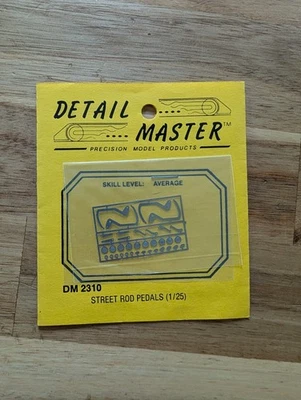 DETAIL
MASTER™
PRECISION MODEL PRODUCTS
SKILL LEVEL: AVERAGE
DM 2310
STREET ROD PEDALS (1/25)